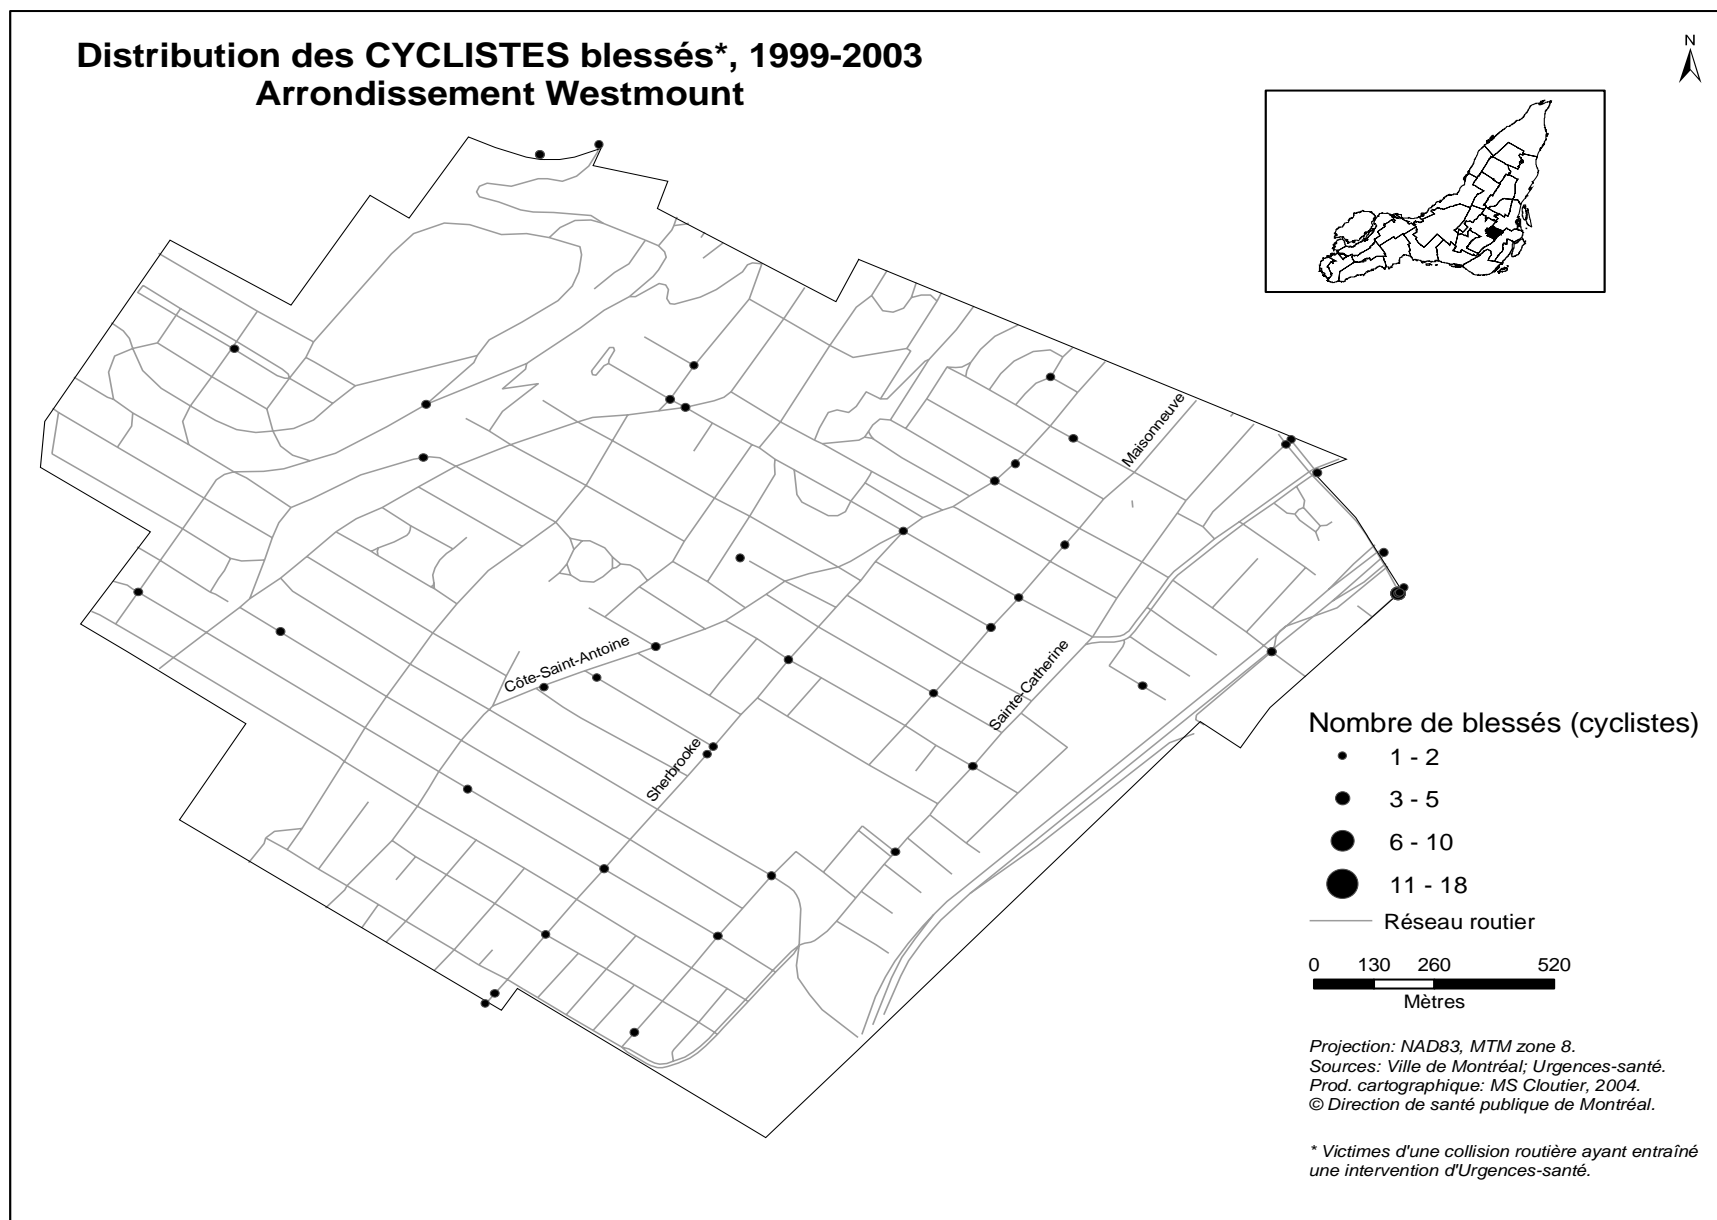 Distribution des CYCLISTES blessés*, 1999-2003
Arrondissement Westmount
N
Maisonneuve
Côte-Saint-Antoine
Sainte-Catherine
Sherbrooke
Nombre de blessés (cyclistes)
1 - 2
3 - 5
6 - 10
11 - 18
Réseau routier
0 130 260 520
Mètres
Projection: NAD83, MTM zone 8.
Sources: Ville de Montréal; Urgences-santé.
Prod. cartographique: MS Cloutier, 2004.
© Direction de santé publique de Montréal.
* Victimes d'une collision routière ayant entraîné
une intervention d'Urgences-santé.